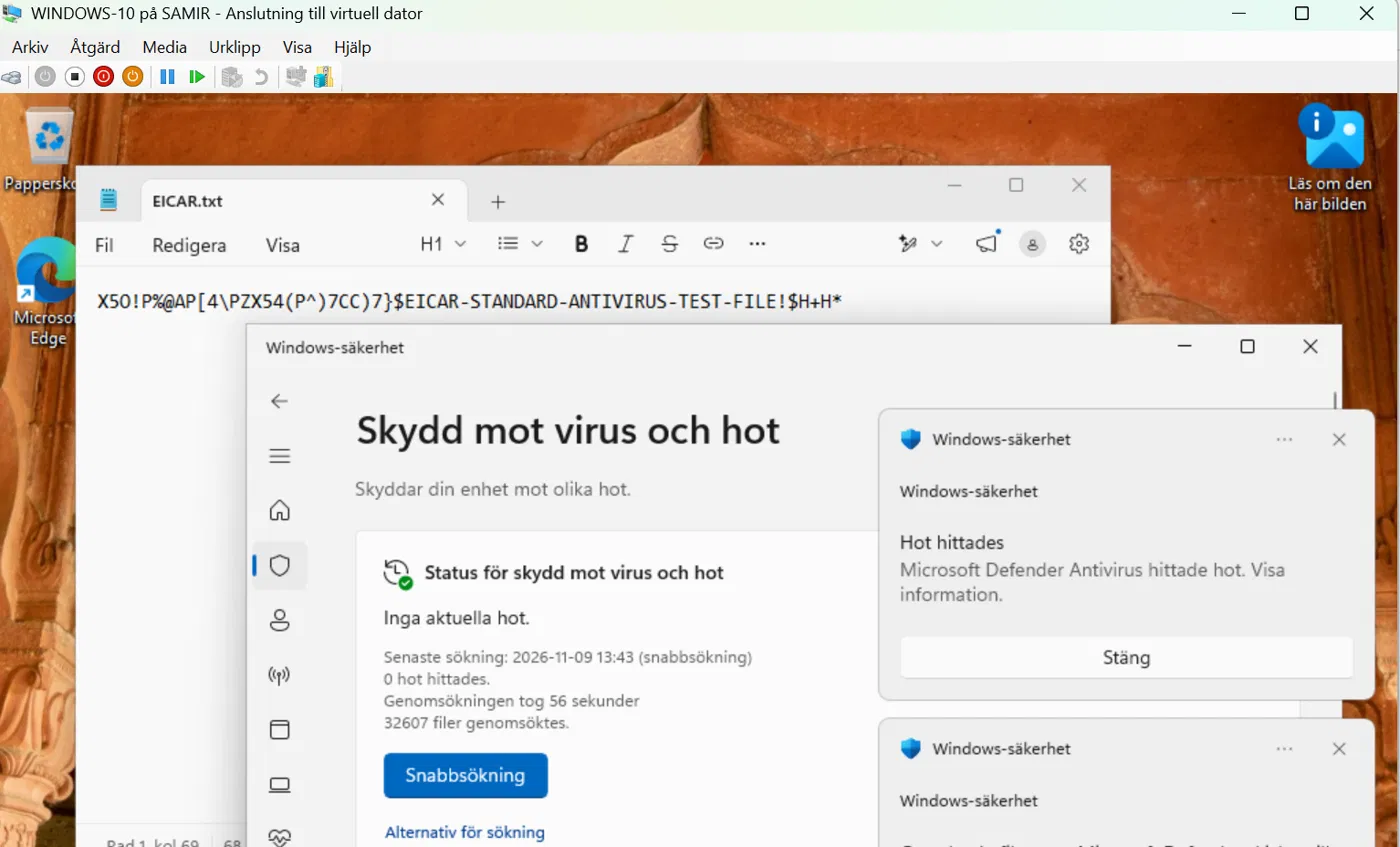 WINDOWS-10 på SAMIR - Anslutning till virtuell dator
Arkiv Åtgärd Media Urklipp Visa Hjälp
Läs om den
här bilden
Microsof
Edge
EICAR.txt
Fil Redigera Visa H1
X5O!P%@AP[4\PZX54(P^)7CC)7}$EICAR-STANDARD-ANTIVIRUS-TEST-FILE!$H+H*
Windows-säkerhet
Skydd mot virus och hot
Skyddar din enhet mot olika hot.
Status för skydd mot virus och hot
Inga aktuella hot.
Senaste sökning: 2026-11-09 13:43 (snabbsökning)
0 hot hittades.
Genomsökningen tog 56 sekunder
32607 filer genomsöktes.
Snabbsökning
Alternativ för sökning
Windows-säkerhet
Windows-säkerhet
Hot hittades
Microsoft Defender Antivirus hittade hot. Visa
information.
Stäng
Windows-säkerhet
Windows-säkerhet
Rad 1, kol 69 68